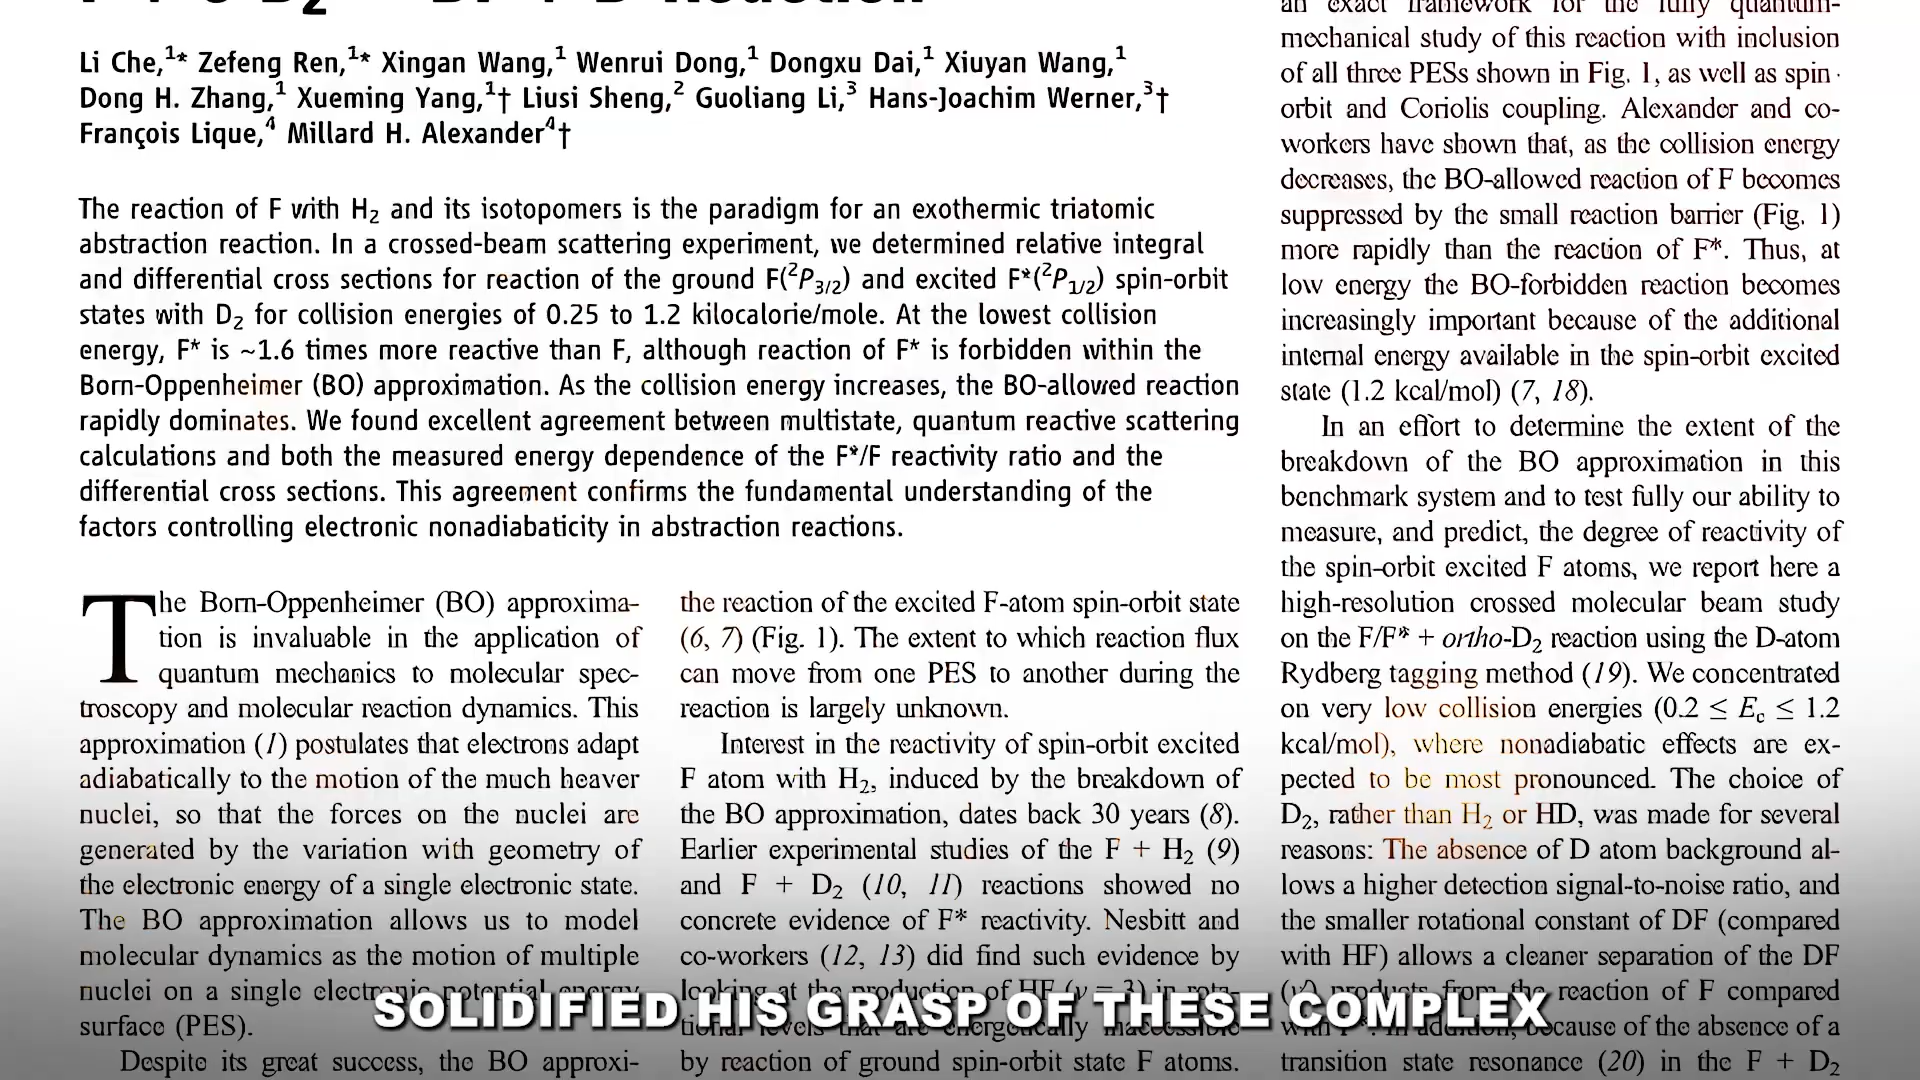 Li Che,¹* Zefeng Ren,¹* Xingan Wang,¹ Wenrui Dong,¹ Dongxu Dai,¹ Xiuyan Wang,¹
Dong H. Zhang,¹ Xueming Yang,¹† Liusi Sheng,² Guoliang Li,³ Hans-Joachim Werner,³†
François Lique,⁴ Millard H. Alexander⁴†
The reaction of F with H₂ and its isotopomers is the paradigm for an exothermic triatomic
abstraction reaction. In a crossed-beam scattering experiment, we determined relative integral
and differential cross sections for reaction of the ground F(²P₃/₂) and excited F*(²P₁/₂) spin-orbit
states with D₂ for collision energies of 0.25 to 1.2 kilocalorie/mole. At the lowest collision
energy, F* is ~1.6 times more reactive than F, although reaction of F* is forbidden within the
Born-Oppenheimer (BO) approximation. As the collision energy increases, the BO-allowed reaction
rapidly dominates. We found excellent agreement between multistate, quantum reactive scattering
calculations and both the measured energy dependence of the F*/F reactivity ratio and the
differential cross sections. This agreement confirms the fundamental understanding of the
factors controlling electronic nonadiabaticity in abstraction reactions.
The Born-Oppenheimer (BO) approxima-
tion is invaluable in the application of
quantum mechanics to molecular spec-
troscopy and molecular reaction dynamics. This
approximation (1) postulates that electrons adapt
adiabatically to the motion of the much heaver
nuclei, so that the forces on the nuclei are
generated by the variation with geometry of
the electronic energy of a single electronic state.
The BO approximation allows us to model
molecular dynamics as the motion of multiple
nuclei on a single electronic potential energy
surface (PES).
Despite its great success, the BO approxi-
the reaction of the excited F-atom spin-orbit state
(6, 7) (Fig. 1). The extent to which reaction flux
can move from one PES to another during the
reaction is largely unknown.
Interest in the reactivity of spin-orbit excited
F atom with H₂, induced by the breakdown of
the BO approximation, dates back 30 years (8).
Earlier experimental studies of the F + H₂ (9)
and F + D₂ (10, 11) reactions showed no
concrete evidence of F* reactivity. Nesbitt and
co-workers (12, 13) did find such evidence by
looking at the production of HF (v = 3) in rota-
tional levels that are energetically inaccessible
by reaction of ground spin-orbit state F atoms.
an exact framework for the fully quantum-
mechanical study of this reaction with inclusion
of all three PESs shown in Fig. 1, as well as spin-
orbit and Coriolis coupling. Alexander and co-
workers have shown that, as the collision energy
decreases, the BO-allowed reaction of F becomes
suppressed by the small reaction barrier (Fig. 1)
more rapidly than the reaction of F*. Thus, at
low energy the BO-forbidden reaction becomes
increasingly important because of the additional
internal energy available in the spin-orbit excited
state (1.2 kcal/mol) (7, 18).
In an effort to determine the extent of the
breakdown of the BO approximation in this
benchmark system and to test fully our ability to
measure, and predict, the degree of reactivity of
the spin-orbit excited F atoms, we report here a
high-resolution crossed molecular beam study
on the F/F* + ortho-D₂ reaction using the D-atom
Rydberg tagging method (19). We concentrated
on very low collision energies (0.2 ≤ Ec ≤ 1.2
kcal/mol), where nonadiabatic effects are ex-
pected to be most pronounced. The choice of
D₂, rather than H₂ or HD, was made for several
reasons: The absence of D atom background al-
lows a higher detection signal-to-noise ratio, and
the smaller rotational constant of DF (compared
with HF) allows a cleaner separation of the DF
products from the reaction of F compared
In addition, because of the absence of a
transition state resonance (20) in the F + D₂
SOLIDIFIED HIS GRASP OF THESE COMPLEX